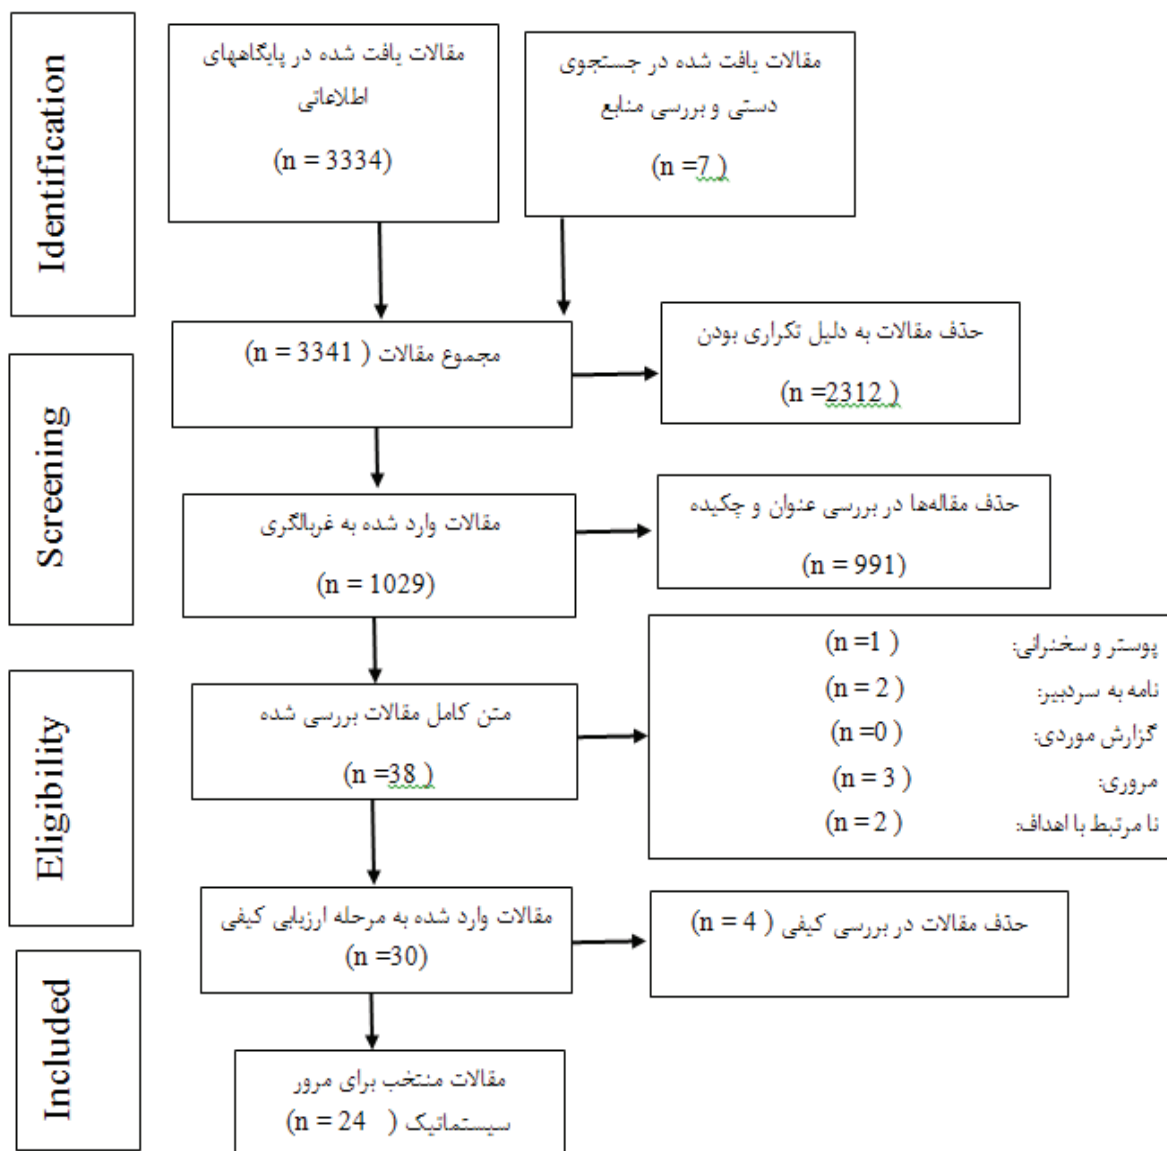 Identification
مقالات یافت شده در پایگاههای
اطلاعاتی
(n = 3334)
مقالات یافت شده در جستجوی
دستی و بررسی منابع
(n =7 )
مجموع مقالات ( n = 3341)
حذف مقالات به دلیل تکراری بودن
(n =2312 )
Screening
مقالات وارد شده به غربالگری
(n = 1029)
حذف مقاله‌ها در بررسی عنوان و چکیده
(n = 991)
Eligibility
متن کامل مقالات بررسی شده
(n =38 )
پوستر و سخنرانی: (n =1 )
نامه به سردبیر: (n = 2 )
گزارش موردی: (n =0 )
مروری: (n = 3 )
نا مرتبط با اهداف: (n = 2 )
مقالات وارد شده به مرحله ارزیابی کیفی
(n =30)
حذف مقالات در بررسی کیفی ( n = 4)
Included
مقالات منتخب برای مرور
سیستماتیک ( n = 24)